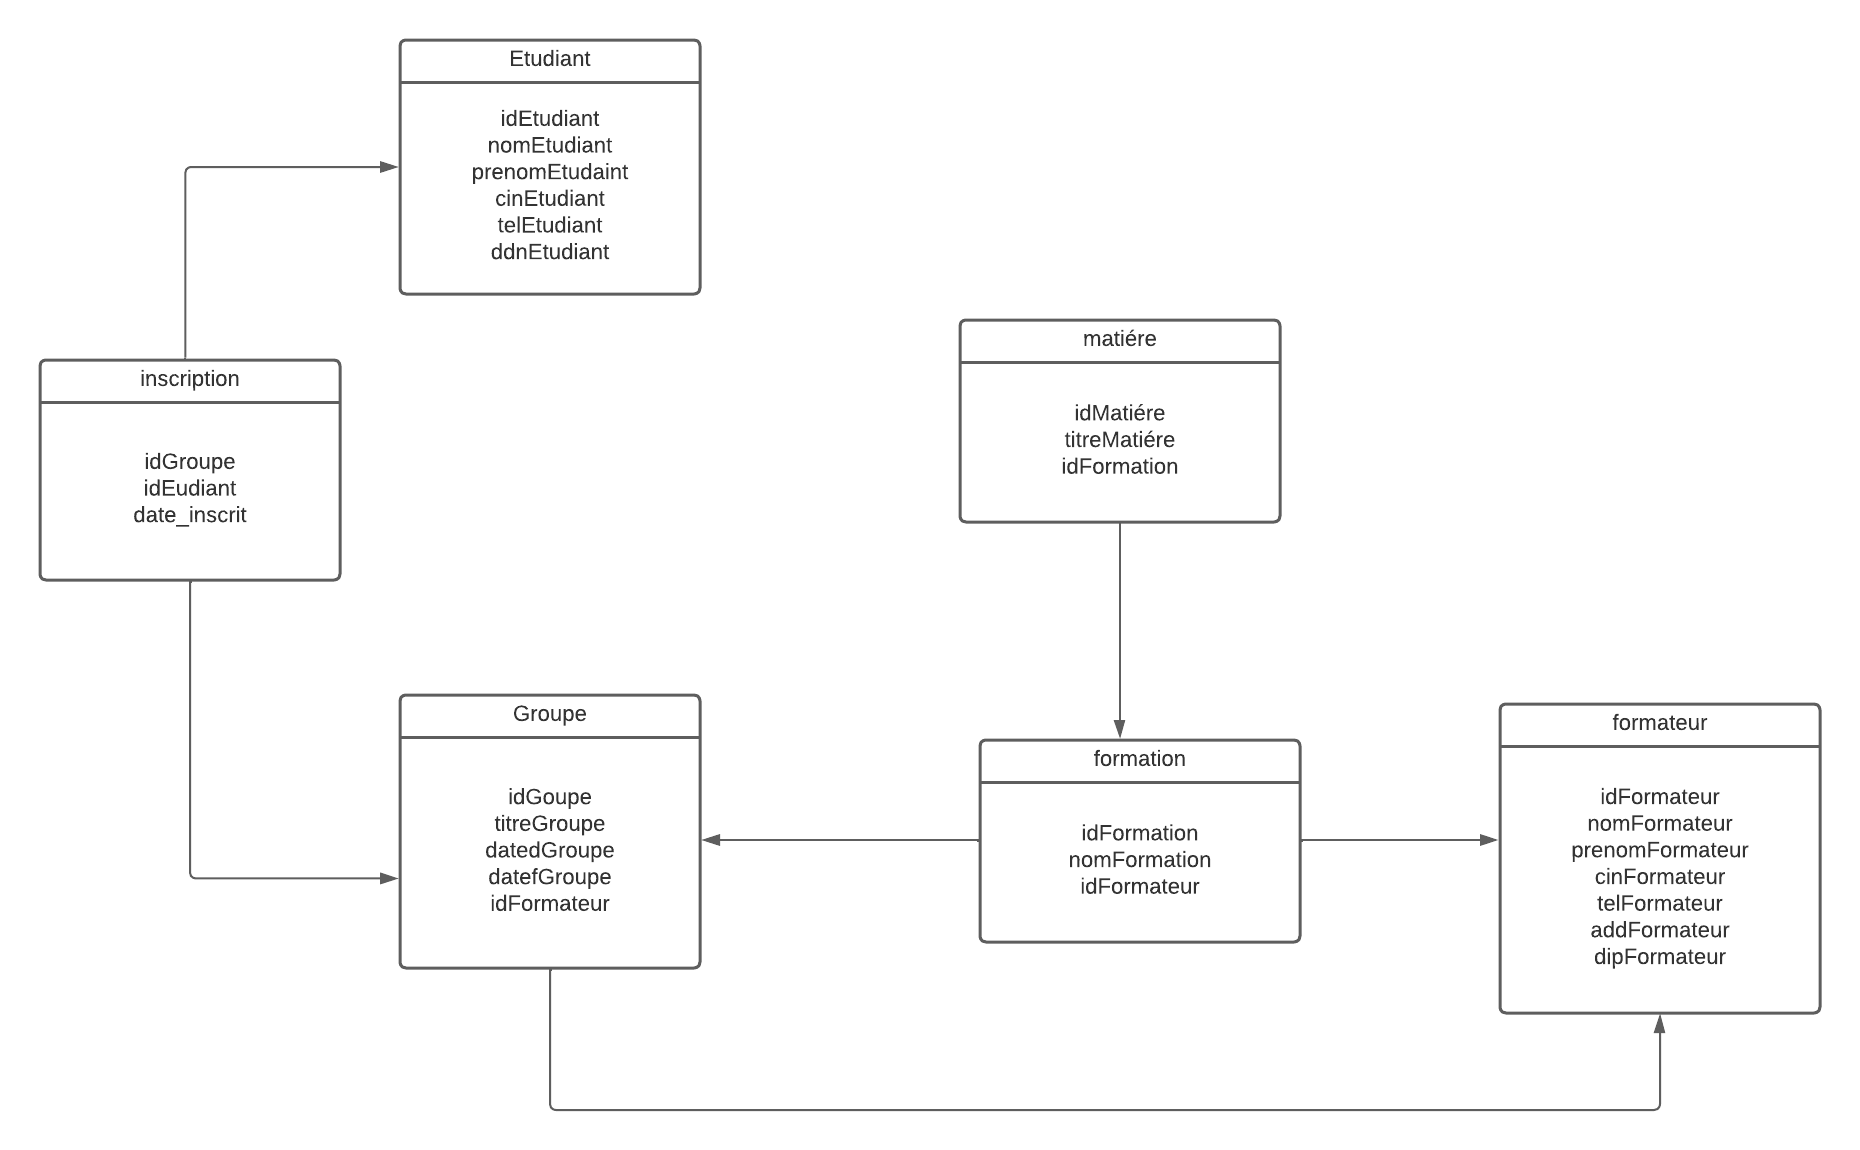 Etudiant
idEtudiant
nomEtudiant
prenomEtudaint
cinEtudiant
telEtudiant
ddnEtudiant
inscription
idGroupe
idEudiant
date_inscrit
matiére
idMatiére
titreMatiére
idFormation
Groupe
idGoupe
titreGroupe
datedGroupe
datefGroupe
idFormateur
formation
idFormation
nomFormation
idFormateur
formateur
idFormateur
nomFormateur
prenomFormateur
cinFormateur
telFormateur
addFormateur
dipFormateur